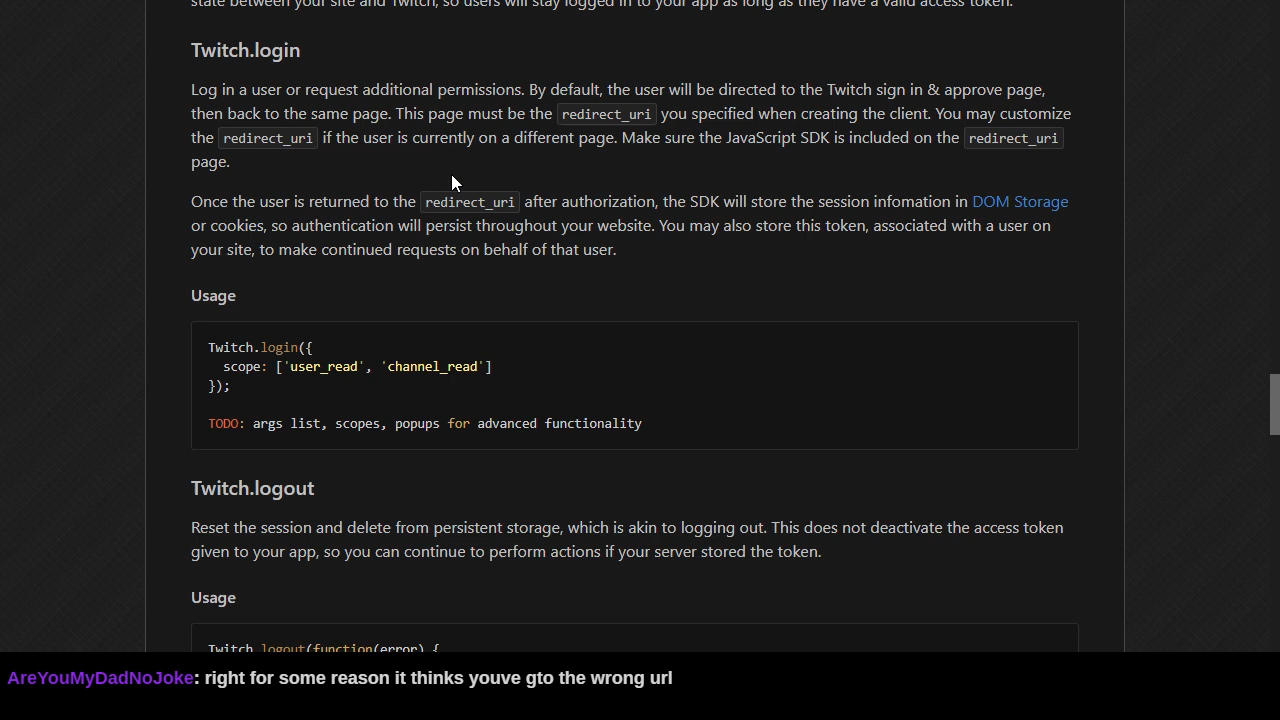 state between your site and Twitch, so users will stay logged in to your app as long as they have a valid access token.
Twitch.login
Log in a user or request additional permissions. By default, the user will be directed to the Twitch sign in & approve page,
then back to the same page. This page must be the redirect_uri you specified when creating the client. You may customize
the redirect_uri if the user is currently on a different page. Make sure the JavaScript SDK is included on the redirect_uri
page.
Once the user is returned to the redirect_uri after authorization, the SDK will store the session infomation in DOM Storage
or cookies, so authentication will persist throughout your website. You may also store this token, associated with a user on
your site, to make continued requests on behalf of that user.
Usage
Twitch.login({
  scope: ['user_read', 'channel_read']
});
TODO: args list, scopes, popups for advanced functionality
Twitch.logout
Reset the session and delete from persistent storage, which is akin to logging out. This does not deactivate the access token
given to your app, so you can continue to perform actions if your server stored the token.
Usage
Twitch.logout(function(error) {
AreYouMyDadNoJoke: right for some reason it thinks youve gto the wrong url